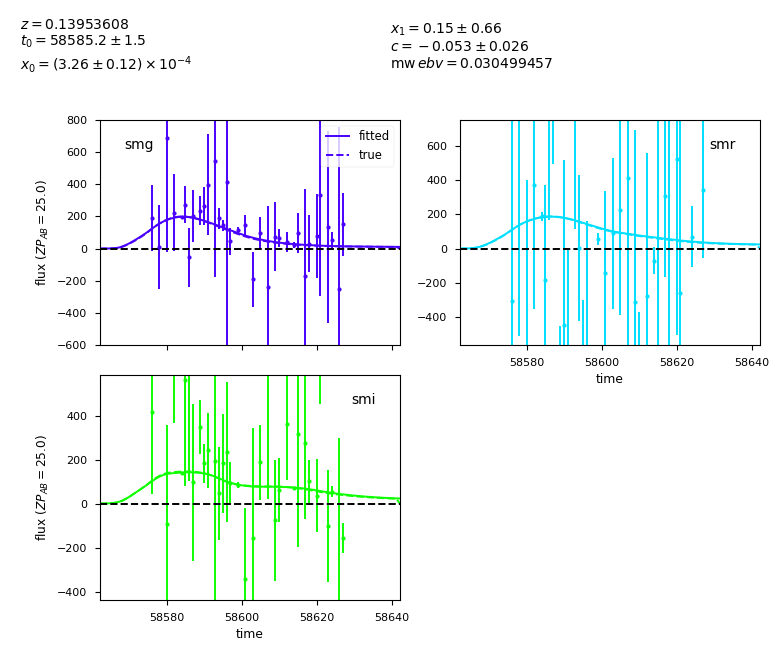 z = 0.13953608
t₀ = 58585.2 ± 1.5
x₀ = (3.26 ± 0.12) × 10⁻⁴
x₁ = 0.15 ± 0.66
c = −0.053 ± 0.026
mw ebv = 0.030499457
smg
fitted
true
800
600
400
200
0
−200
−400
−600
flux (ZP_AB = 25.0)
smr
600
400
200
0
−200
−400
58580
58600
58620
58640
time
smi
400
200
0
−200
−400
flux (ZP_AB = 25.0)
58580
58600
58620
58640
time